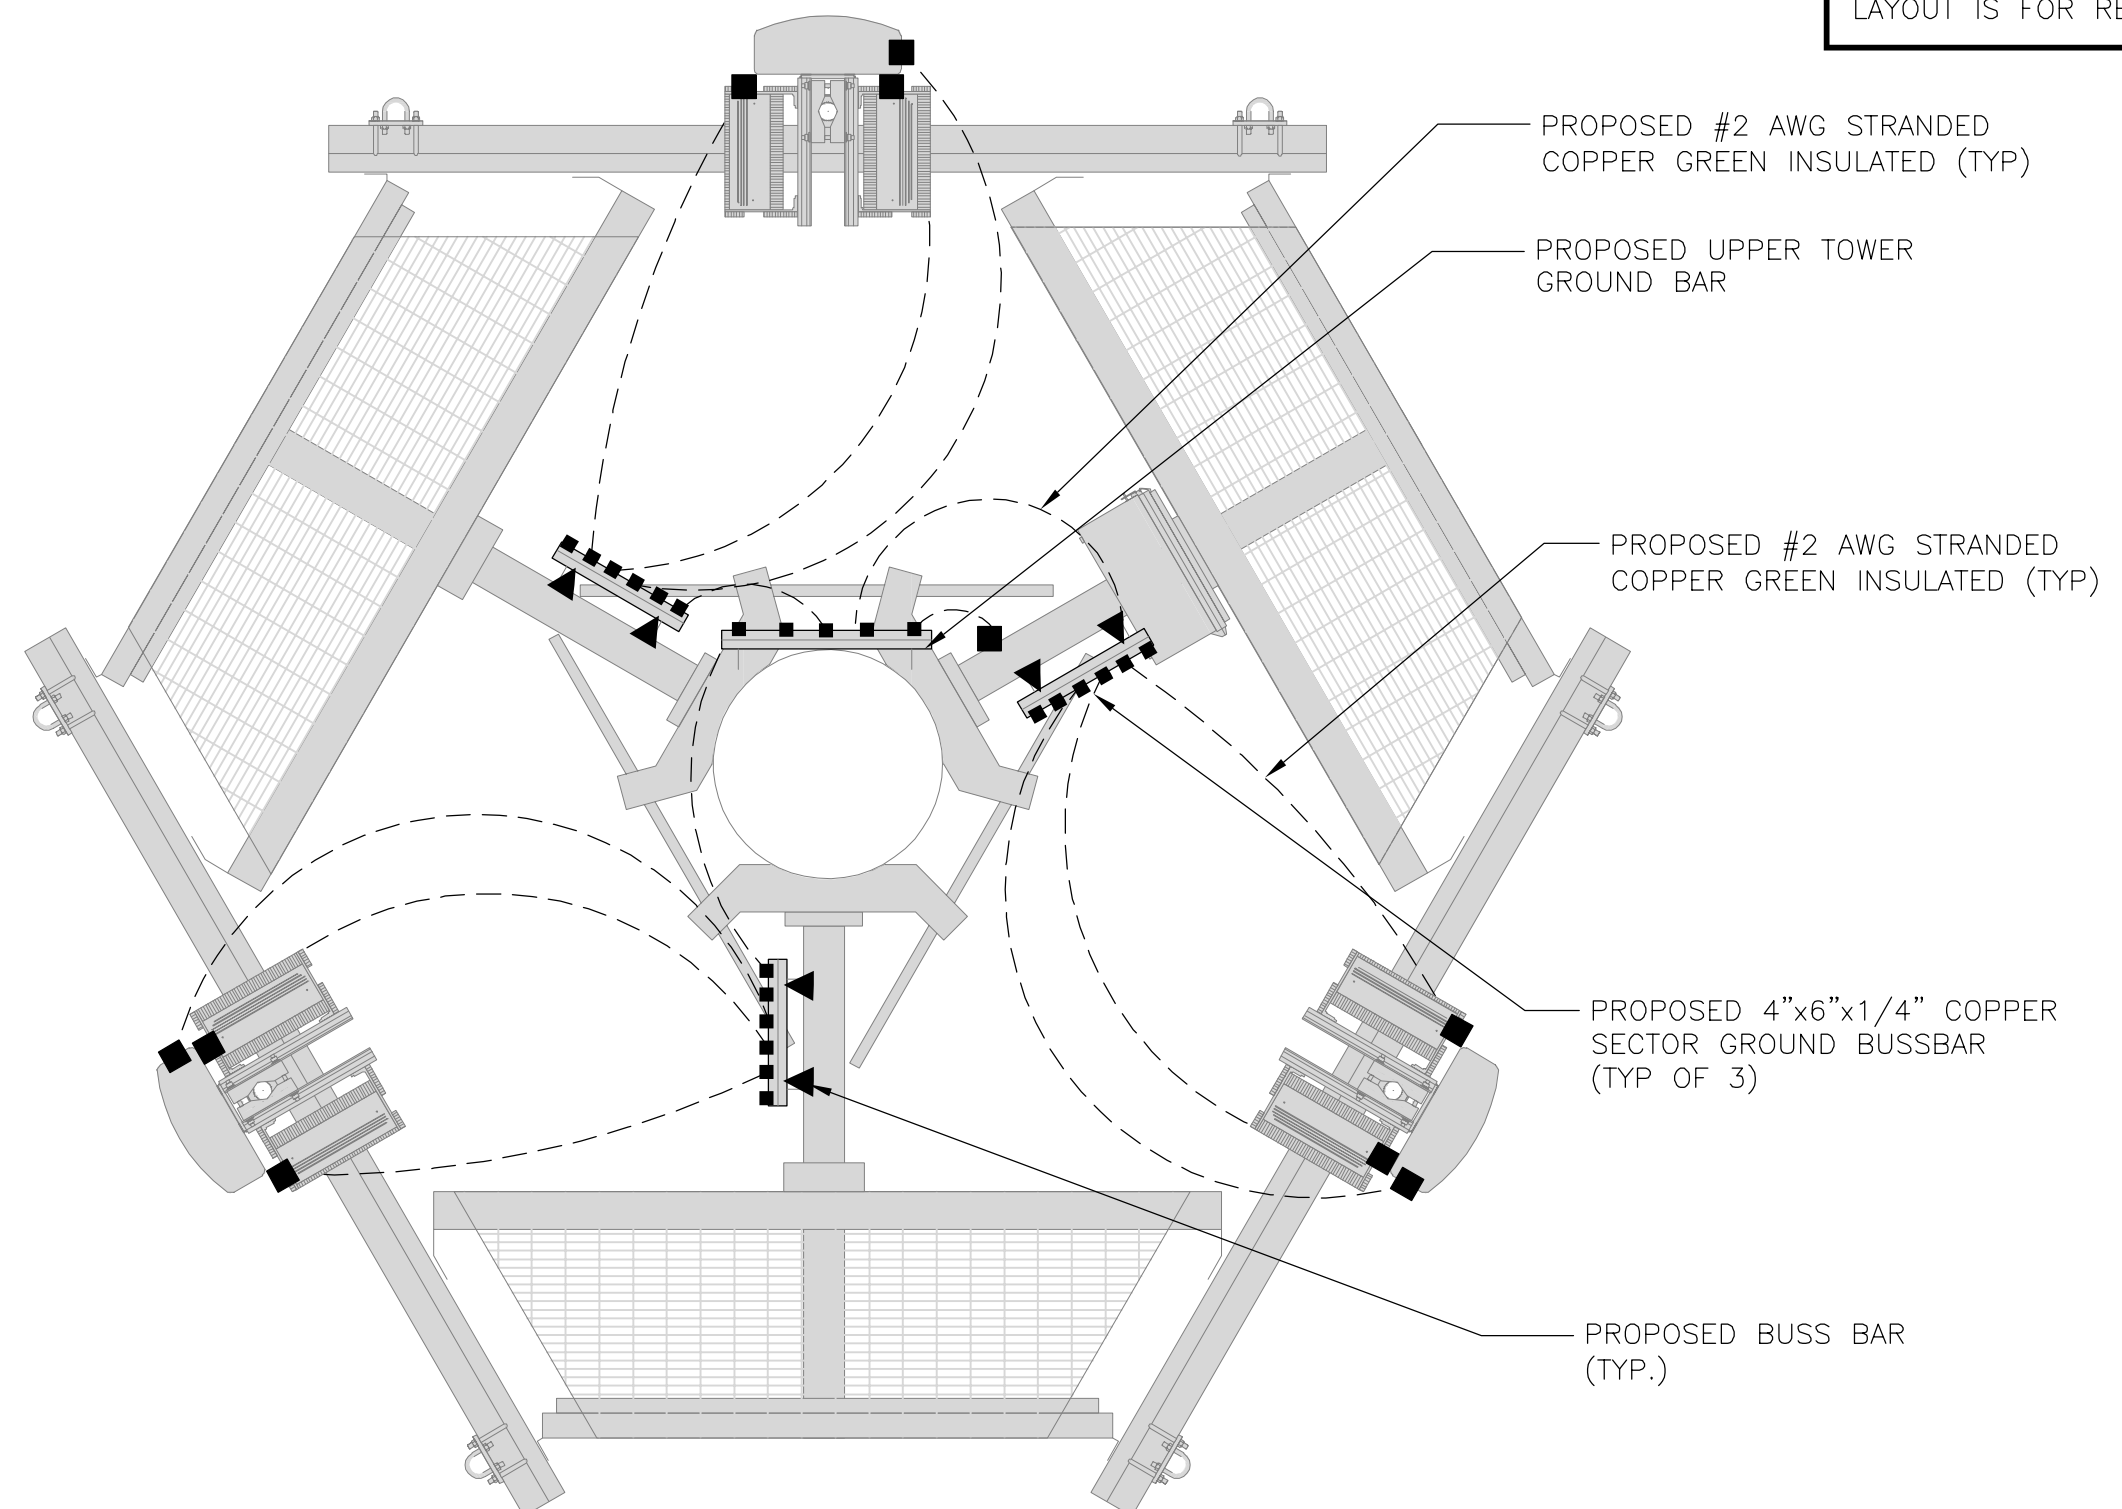 LAYOUT IS FOR
PROPOSED #2 AWG STRANDED
COPPER GREEN INSULATED (TYP)
PROPOSED UPPER TOWER
GROUND BAR
PROPOSED #2 AWG STRANDED
COPPER GREEN INSULATED (TYP)
PROPOSED 4”x6”x1/4” COPPER
SECTOR GROUND BUSSBAR
(TYP OF 3)
PROPOSED BUSS BAR
(TYP.)